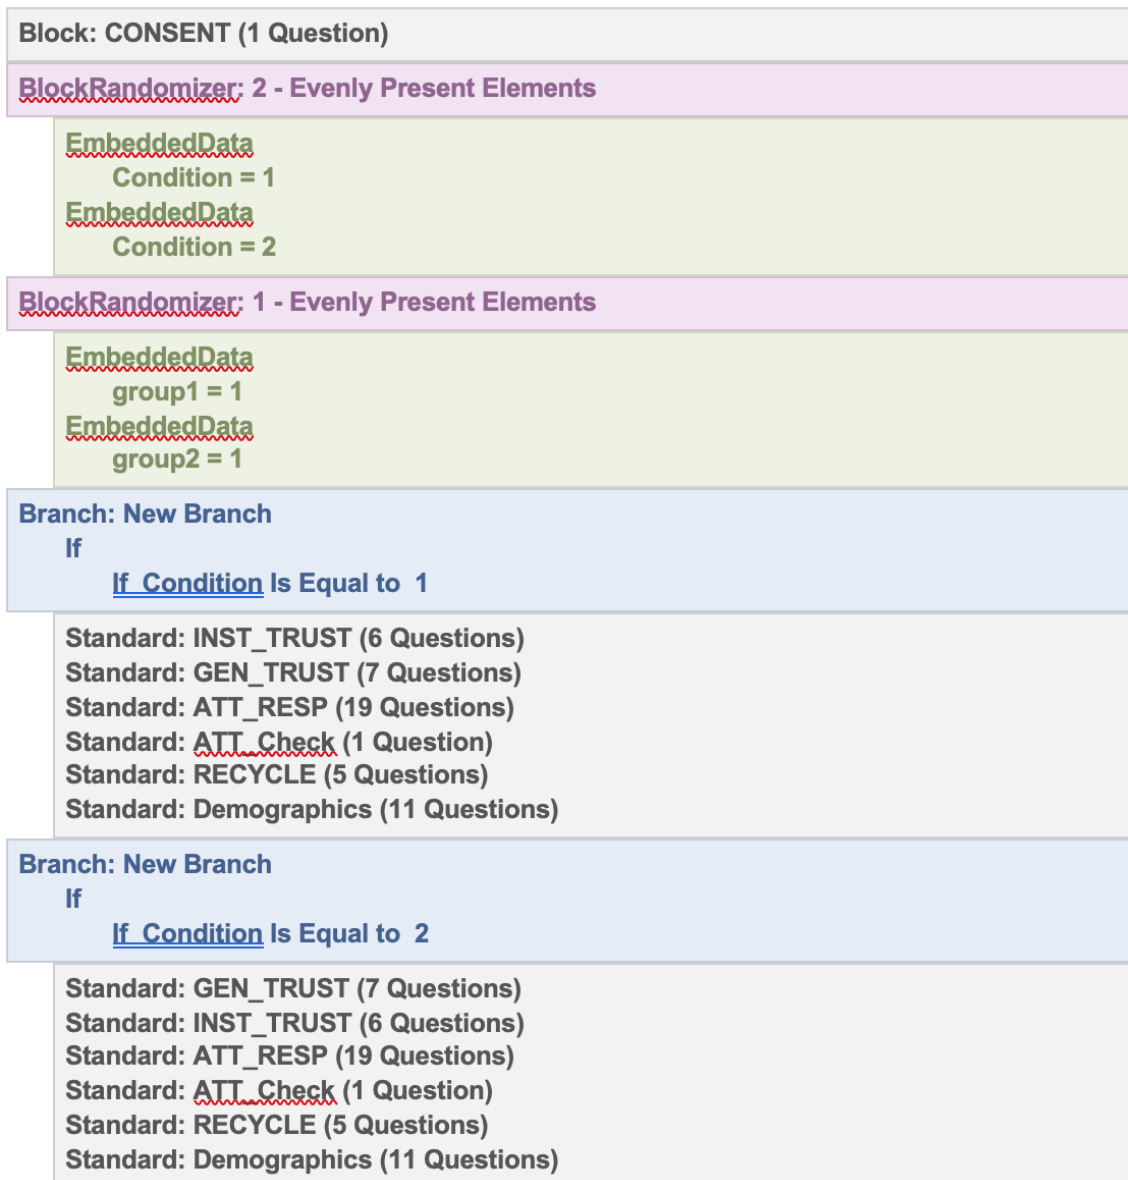 Block: CONSENT (1 Question)
BlockRandomizer: 2 - Evenly Present Elements
EmbeddedData
Condition = 1
EmbeddedData
Condition = 2
BlockRandomizer: 1 - Evenly Present Elements
EmbeddedData
group1 = 1
EmbeddedData
group2 = 1
Branch: New Branch
If
If Condition Is Equal to 1
Standard: INST_TRUST (6 Questions)
Standard: GEN_TRUST (7 Questions)
Standard: ATT_RESP (19 Questions)
Standard: ATT_Check (1 Question)
Standard: RECYCLE (5 Questions)
Standard: Demographics (11 Questions)
Branch: New Branch
If
If Condition Is Equal to 2
Standard: GEN_TRUST (7 Questions)
Standard: INST_TRUST (6 Questions)
Standard: ATT_RESP (19 Questions)
Standard: ATT_Check (1 Question)
Standard: RECYCLE (5 Questions)
Standard: Demographics (11 Questions)